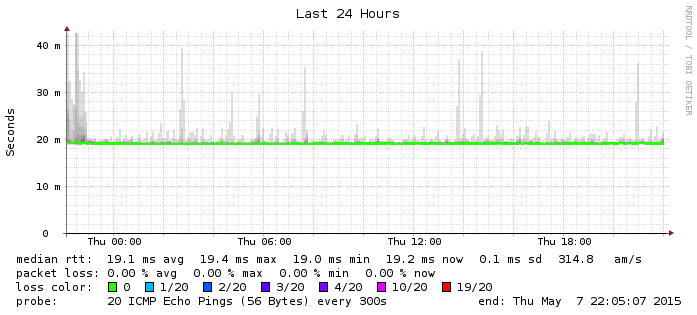 Last 24 Hours
RRDTOOL / TOBI OETIKER
Seconds
40 m
30 m
20 m
10 m
0
Thu 00:00 Thu 06:00 Thu 12:00 Thu 18:00
median rtt: 19.1 ms avg 19.4 ms max 19.0 ms min 19.2 ms now 0.1 ms sd 314.8 am/s
packet loss: 0.00 % avg 0.00 % max 0.00 % min 0.00 % now
loss color: 0 1/20 2/20 3/20 4/20 10/20 19/20
probe: 20 ICMP Echo Pings (56 Bytes) every 300s end: Thu May 7 22:05:07 2015